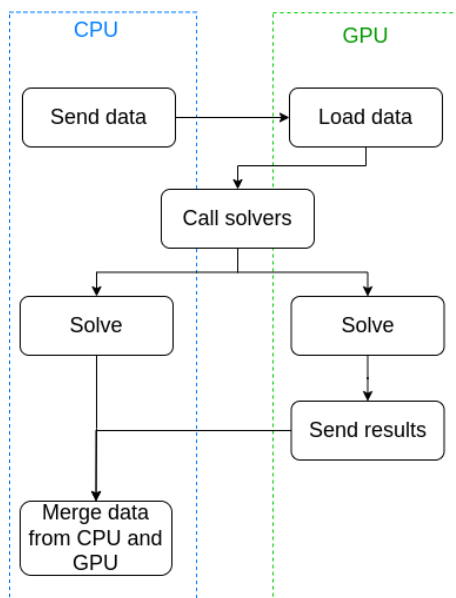 CPU
GPU
Send data
Load data
Call solvers
Solve
Solve
Send results
Merge data
from CPU and
GPU